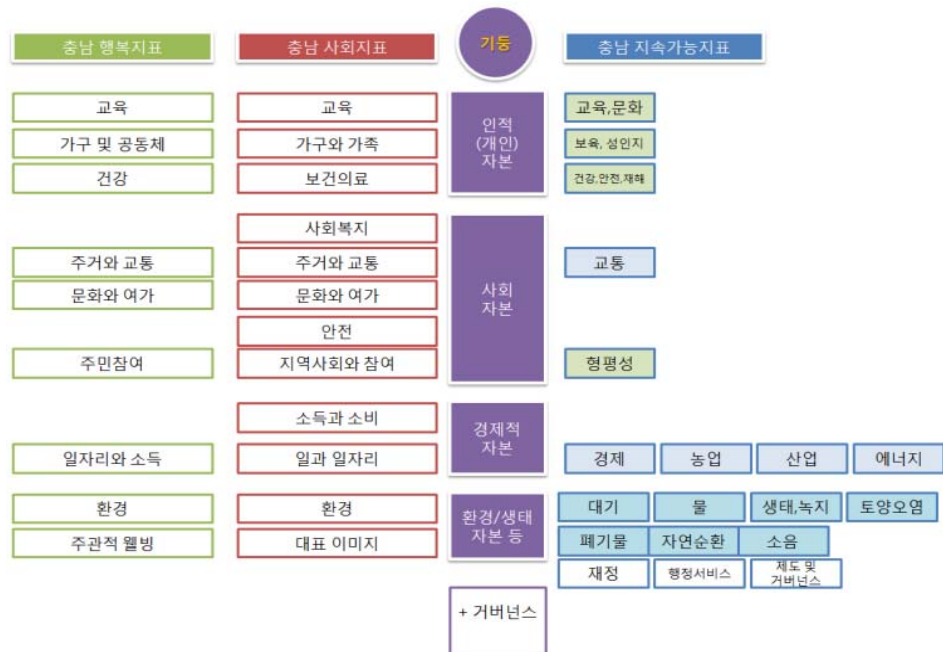 충남 행복지표
충남 사회지표
기둥
충남 지속가능지표
교육
교육
인적
(개인)
자본
교육,문화
가구 및 공동체
가구와 가족
보육, 성인지
건강
보건의료
건강,안전,재해
사회복지
주거와 교통
주거와 교통
사회
자본
교통
문화와 여가
문화와 여가
안전
주민참여
지역사회와 참여
형평성
소득과 소비
경제적
자본
일자리와 소득
일과 일자리
경제
농업
산업
에너지
환경
환경
환경/생태
자본 등
대기
물
생태,녹지
토양오염
주관적 웰빙
대표 이미지
폐기물
자연순환
소음
재정
행정서비스
제도 및
거버넌스
+ 거버넌스